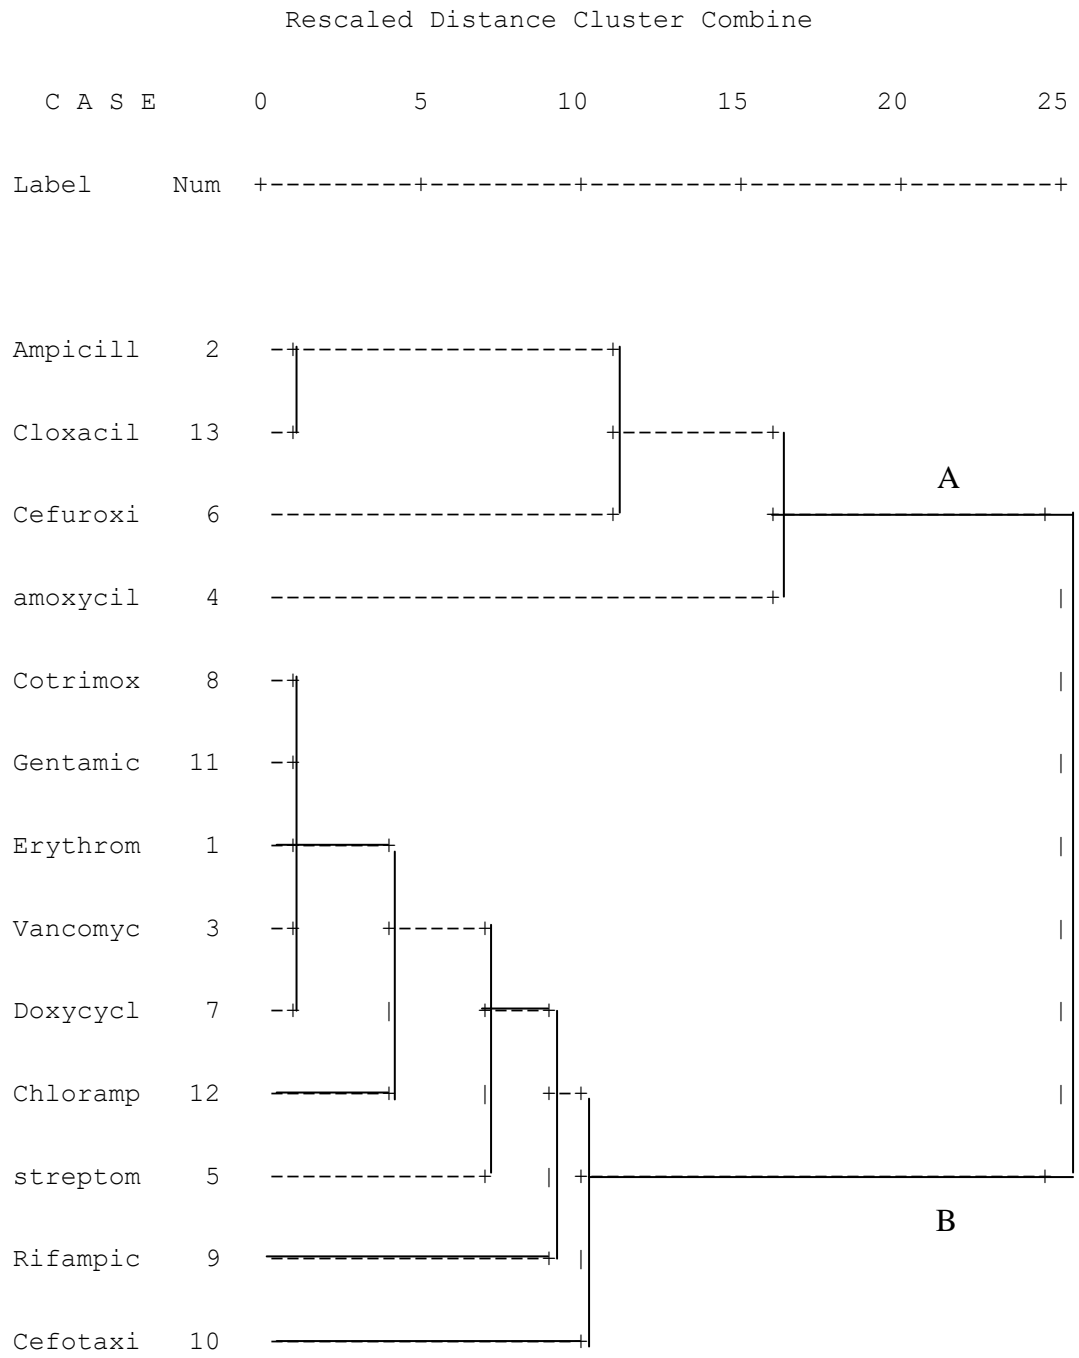 Rescaled Distance Cluster Combine
C A S E 0 5 10 15 20 25
Label Num +---------+---------+---------+---------+---------+
Ampicill 2
Cloxacil 13
A
Cefuroxi 6
amoxycil 4
Cotrimox 8
Gentamic 11
Erythrom 1
Vancomyc 3
Doxycycl 7
Chloramp 12
streptom 5
B
Rifampic 9
Cefotaxi 10